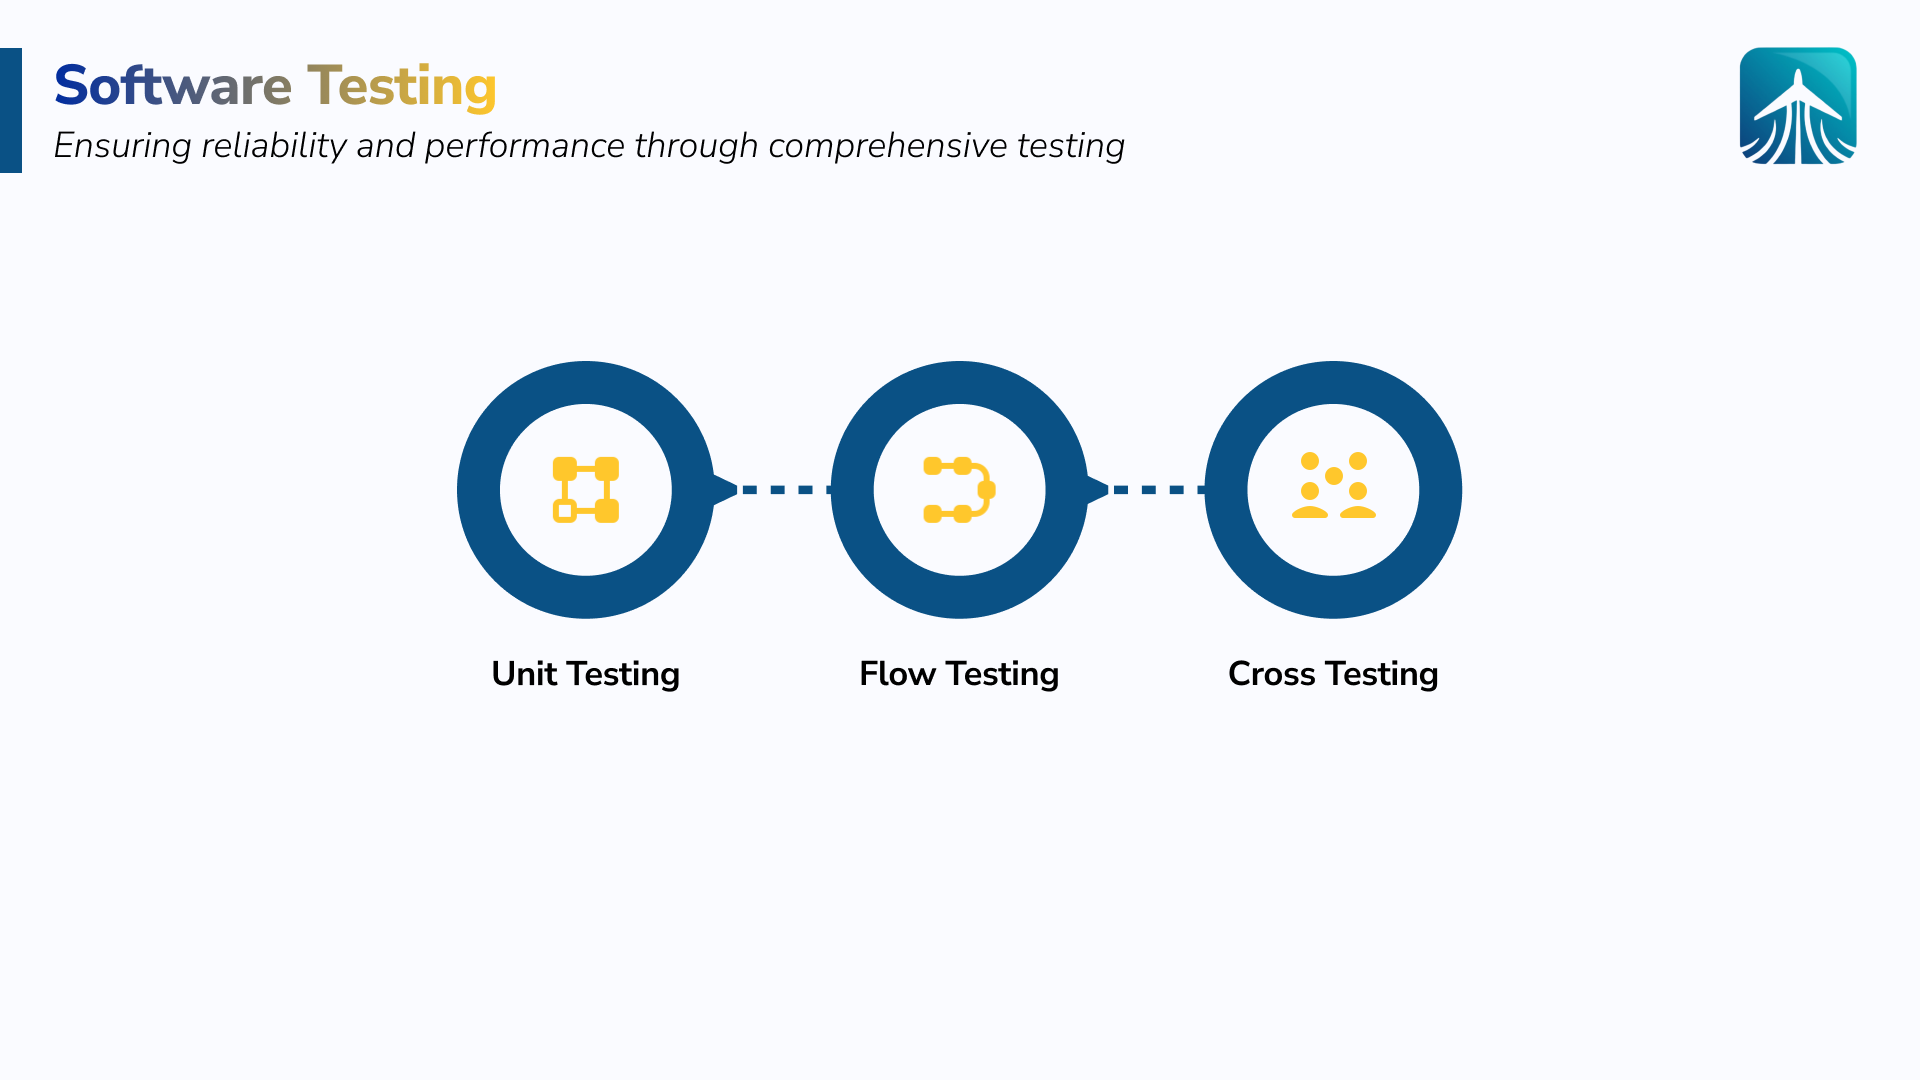 Software Testing
Ensuring reliability and performance through comprehensive testing
Unit Testing
Flow Testing
Cross Testing